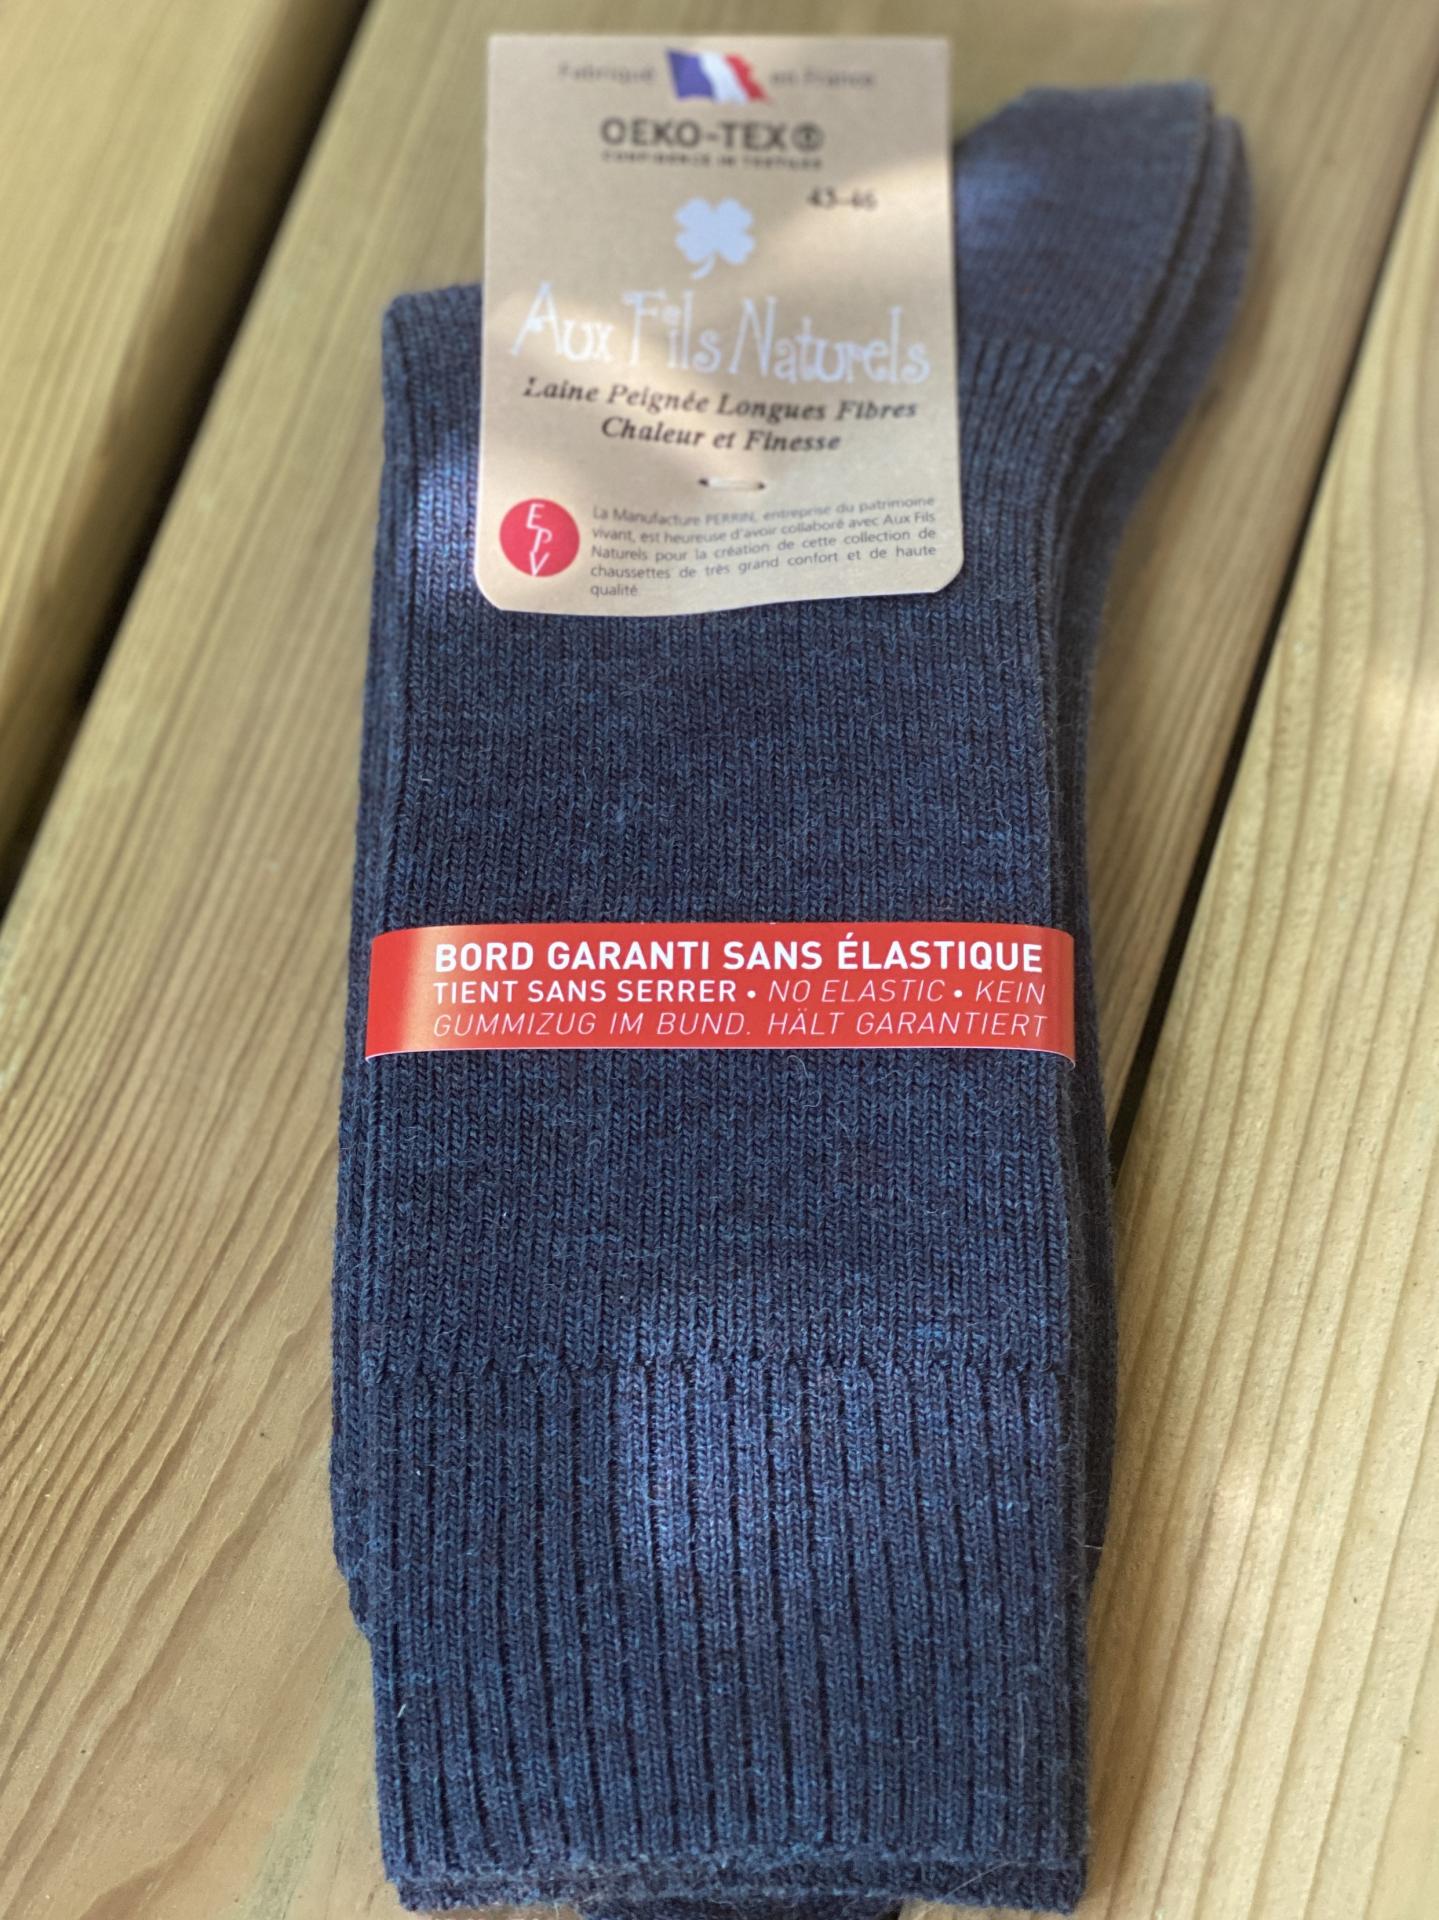 Fabriqué en France
OEKO-TEX®
CONFIDENCE IN TEXTILES
43-46
Aux Fils Naturels
Laine Peignée Longues Fibres
Chaleur et Finesse
EPV
La Manufacture PERRIN, entreprise du patrimoine
vivant, est heureuse d'avoir collaboré avec Aux Fils
Naturels pour la création de cette collection de
chaussettes de très grand confort et de haute
qualité.
BORD GARANTI SANS ÉLASTIQUE
TIENT SANS SERRER • NO ELASTIC • KEIN
GUMMIZUG IM BUND. HÄLT GARANTIERT